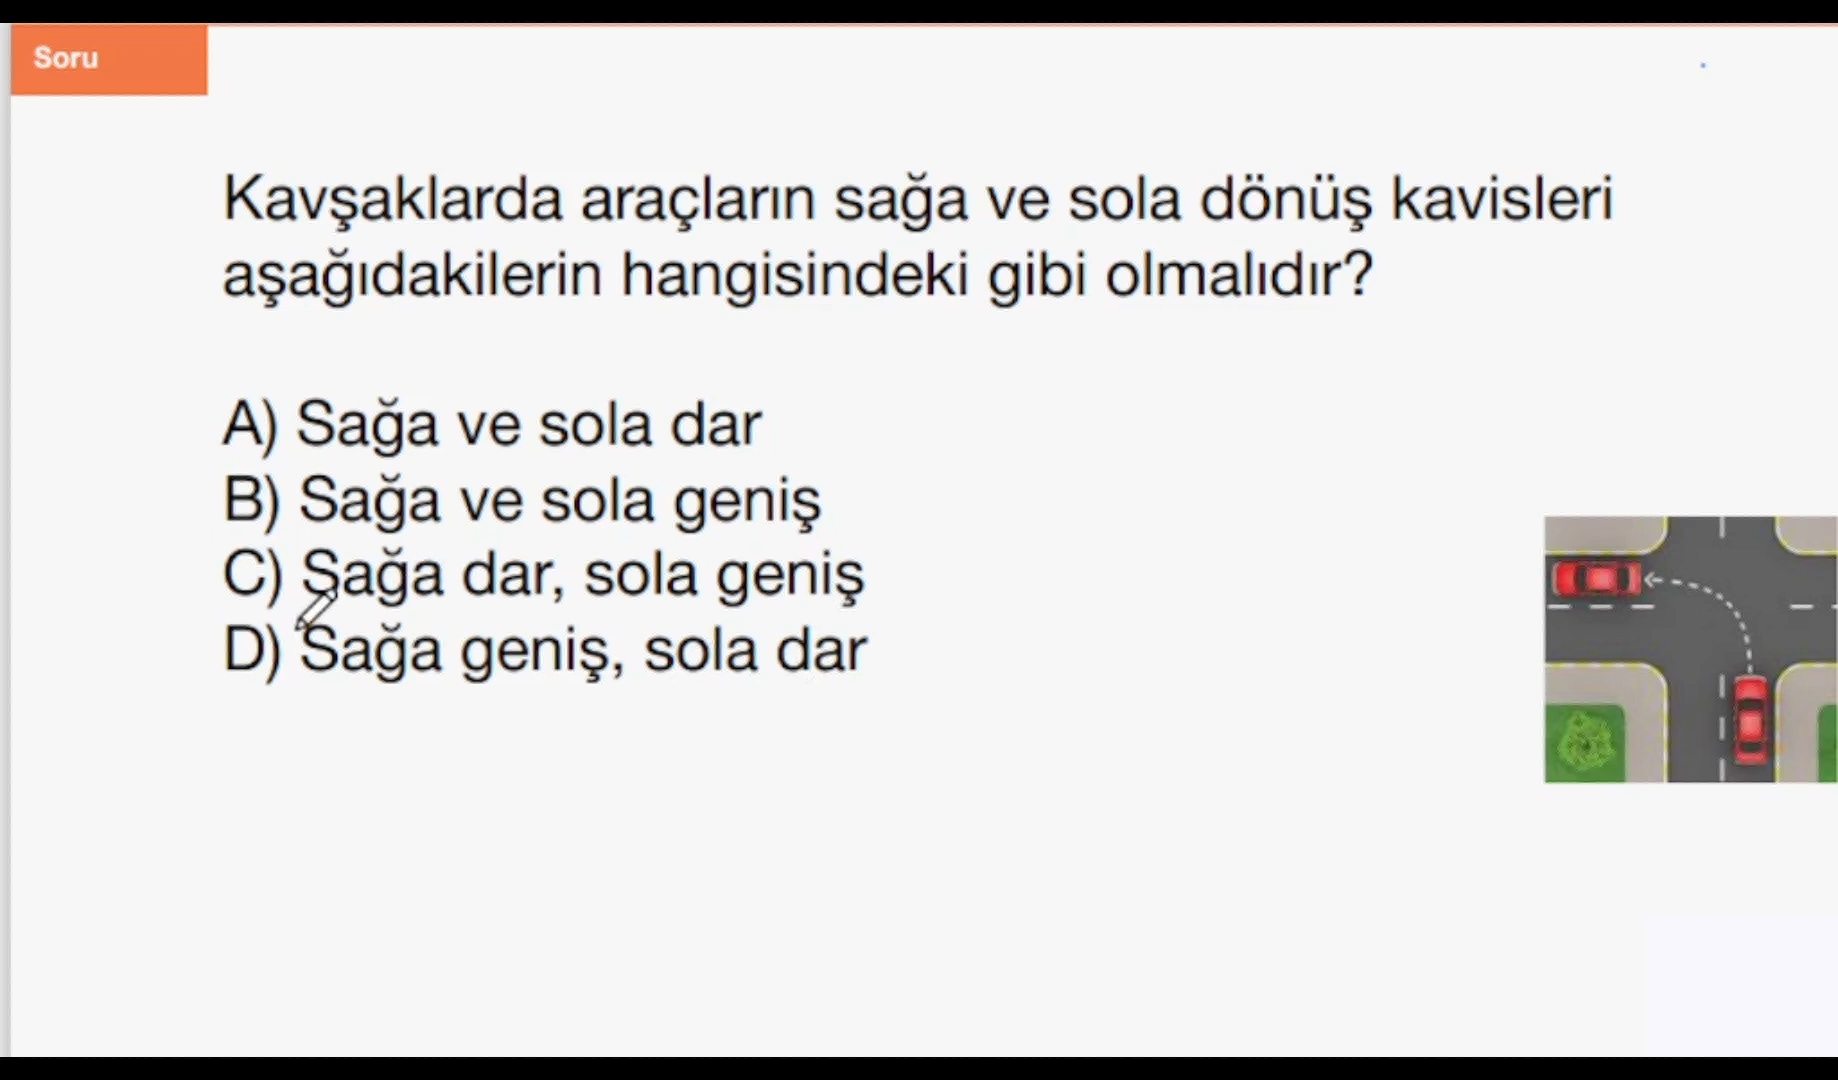 Soru
Kavşaklarda araçların sağa ve sola dönüş kavisleri
aşağıdakilerin hangisindeki gibi olmalıdır?
A) Sağa ve sola dar
B) Sağa ve sola geniş
C) Sağa dar, sola geniş
D) Sağa geniş, sola dar